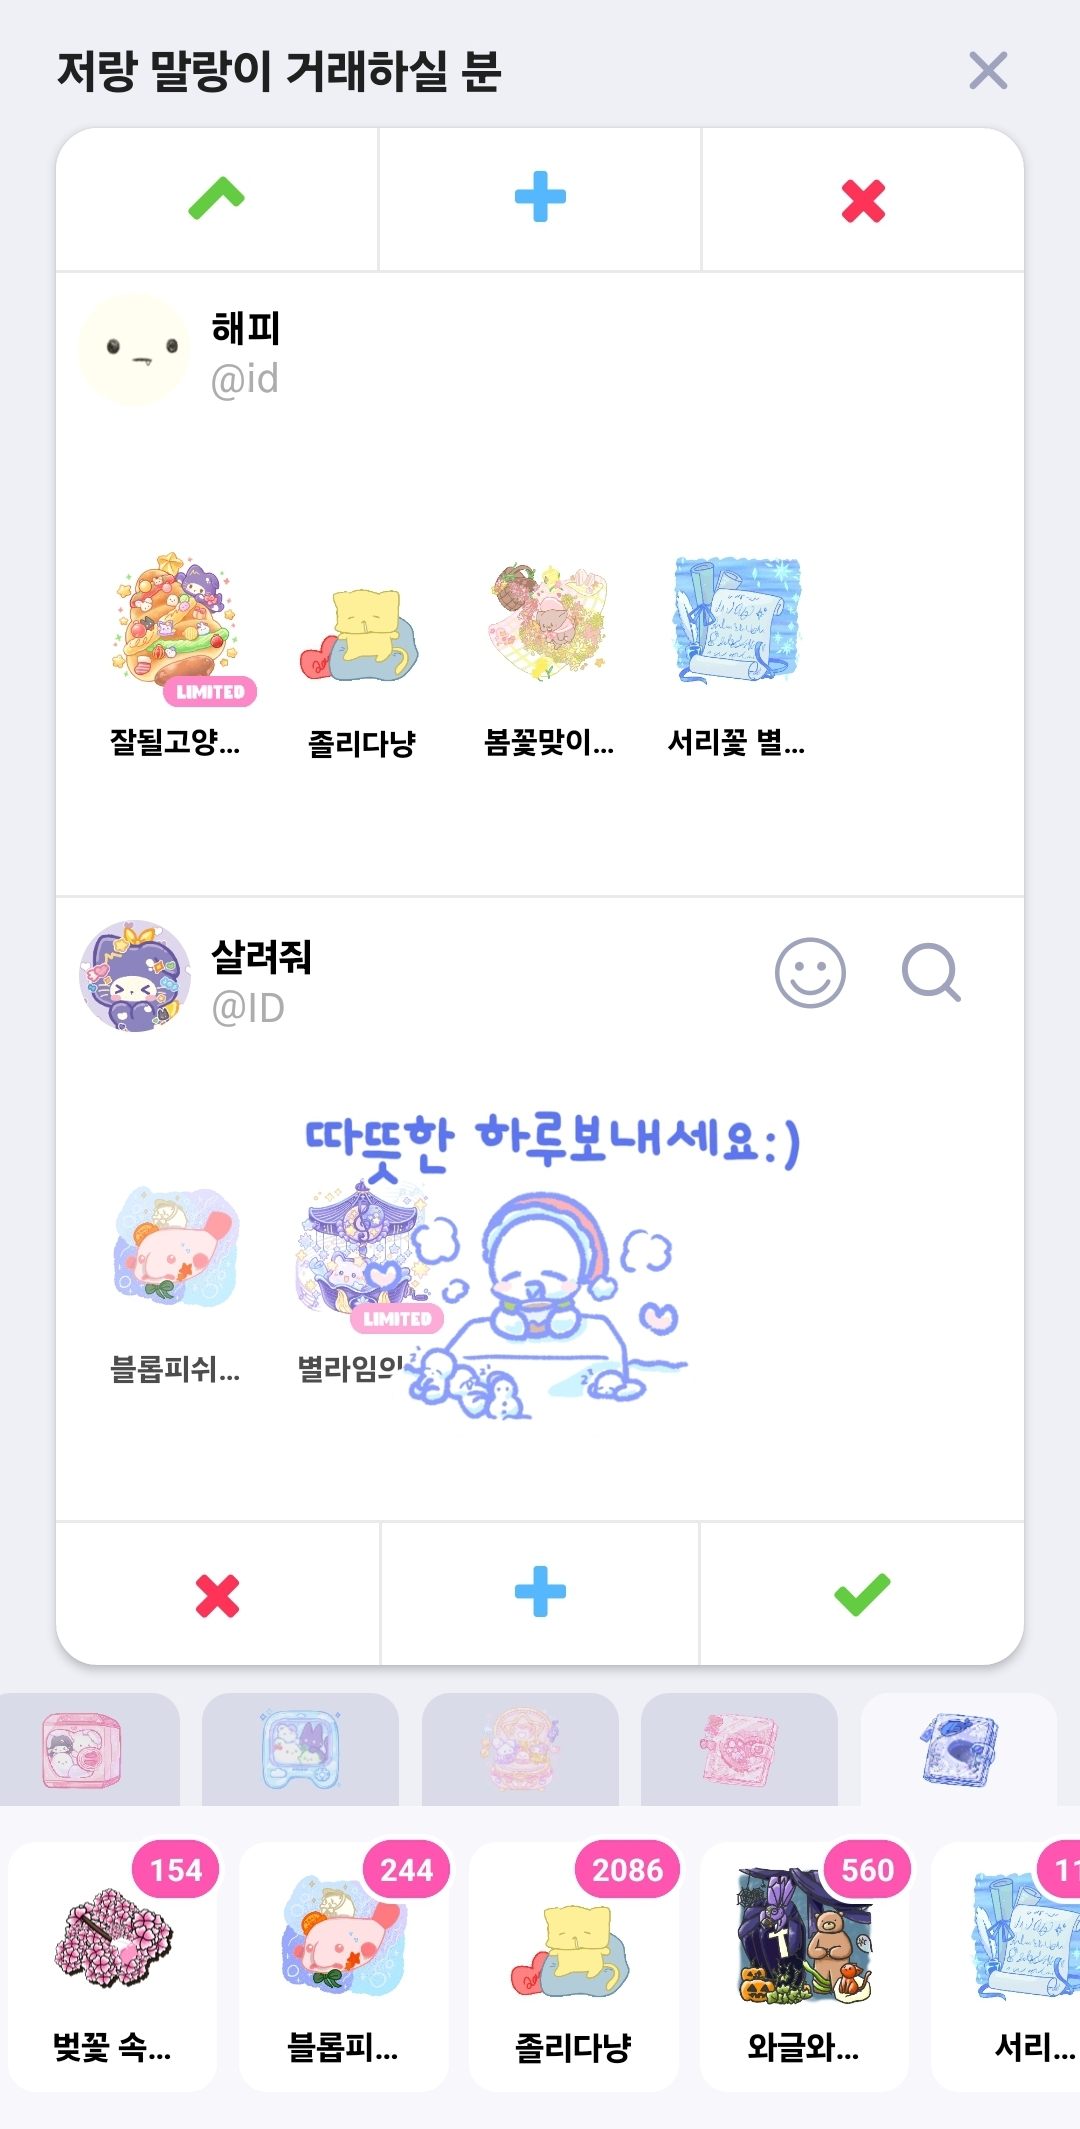 저랑 말랑이 거래하실 분
해피
@id
LIMITED
잘될고양...
졸리다냥
봄꽃맞이...
서리꽃 별...
살려줘
@ID
따뜻한 하루보내세요:)
LIMITED
블롭피쉬...
별라임의
154
244
2086
560
11
T
벚꽃 속...
블롭피...
졸리다냥
와글와...
서리...